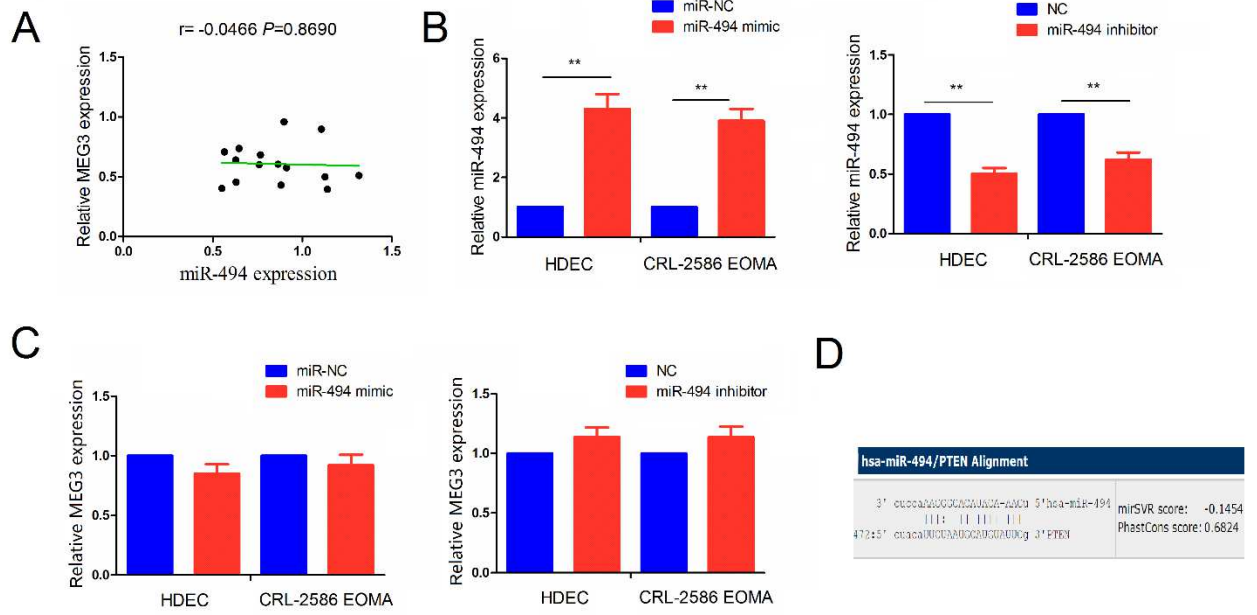 A
r= -0.0466 P=0.8690
Relative MEG3 expression
1.5
1.0
0.5
0.0
0.0 0.5 1.0 1.5
miR-494 expression
B
miR-NC
miR-494 mimic
Relative miR-494 expression
6
4
2
0
** **
HDEC CRL-2586 EOMA
NC
miR-494 inhibitor
Relative miR-494 expression
1.5
1.0
0.5
0.0
** **
HDEC CRL-2586 EOMA
C
miR-NC
miR-494 mimic
Relative MEG3 expression
1.5
1.0
0.5
0.0
HDEC CRL-2586 EOMA
NC
miR-494 inhibitor
Relative MEG3 expression
1.5
1.0
0.5
0.0
HDEC CRL-2586 EOMA
D
hsa-miR-494/PTEN Alignment
3' 5'hsa-miR-494
472:5' 3'PTEN
mirSVR score: -0.1454
PhastCons score: 0.6824